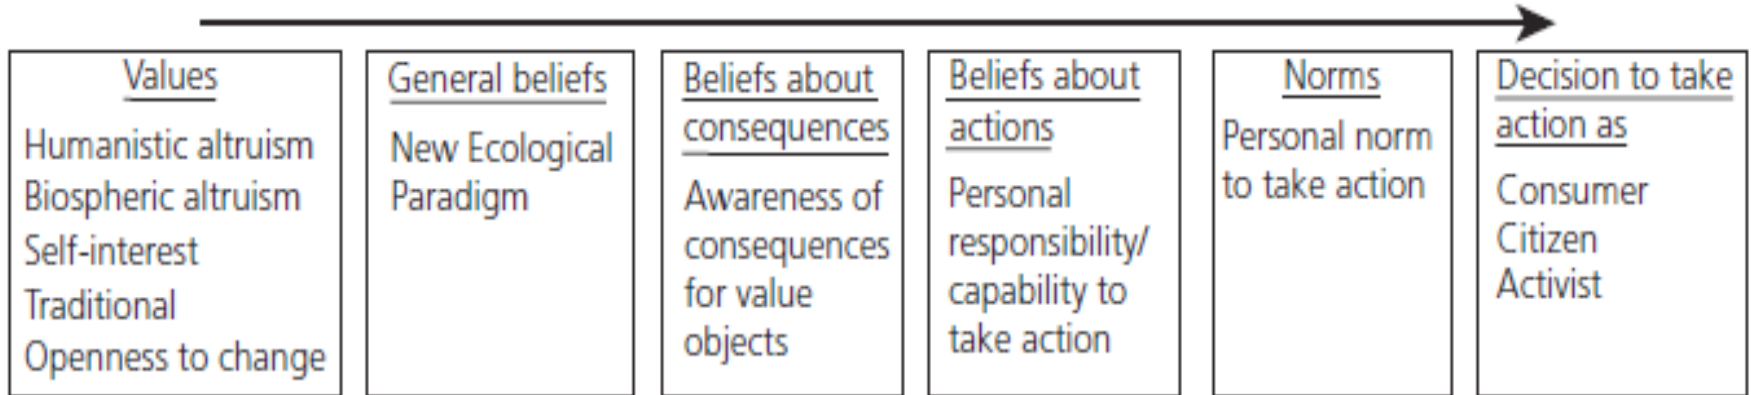 Values
Humanistic altruism
Biospheric altruism
Self-interest
Traditional
Openness to change
General beliefs
New Ecological
Paradigm
Beliefs about
consequences
Awareness of
consequences
for value
objects
Beliefs about
actions
Personal
responsibility/
capability to
take action
Norms
Personal norm
to take action
Decision to take
action as
Consumer
Citizen
Activist